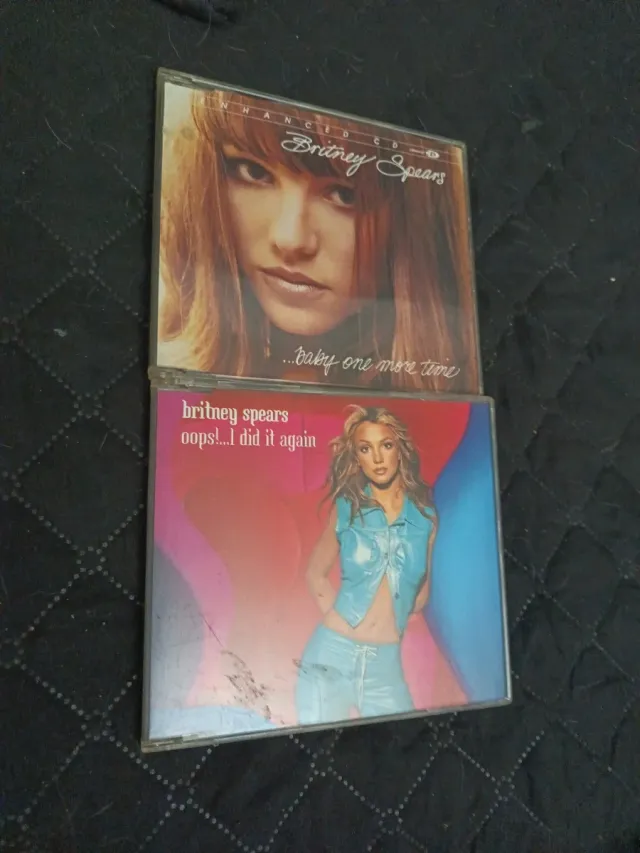 ENHANCED CD
Britney Spears
...baby one more time
britney spears
oops!...I did it again